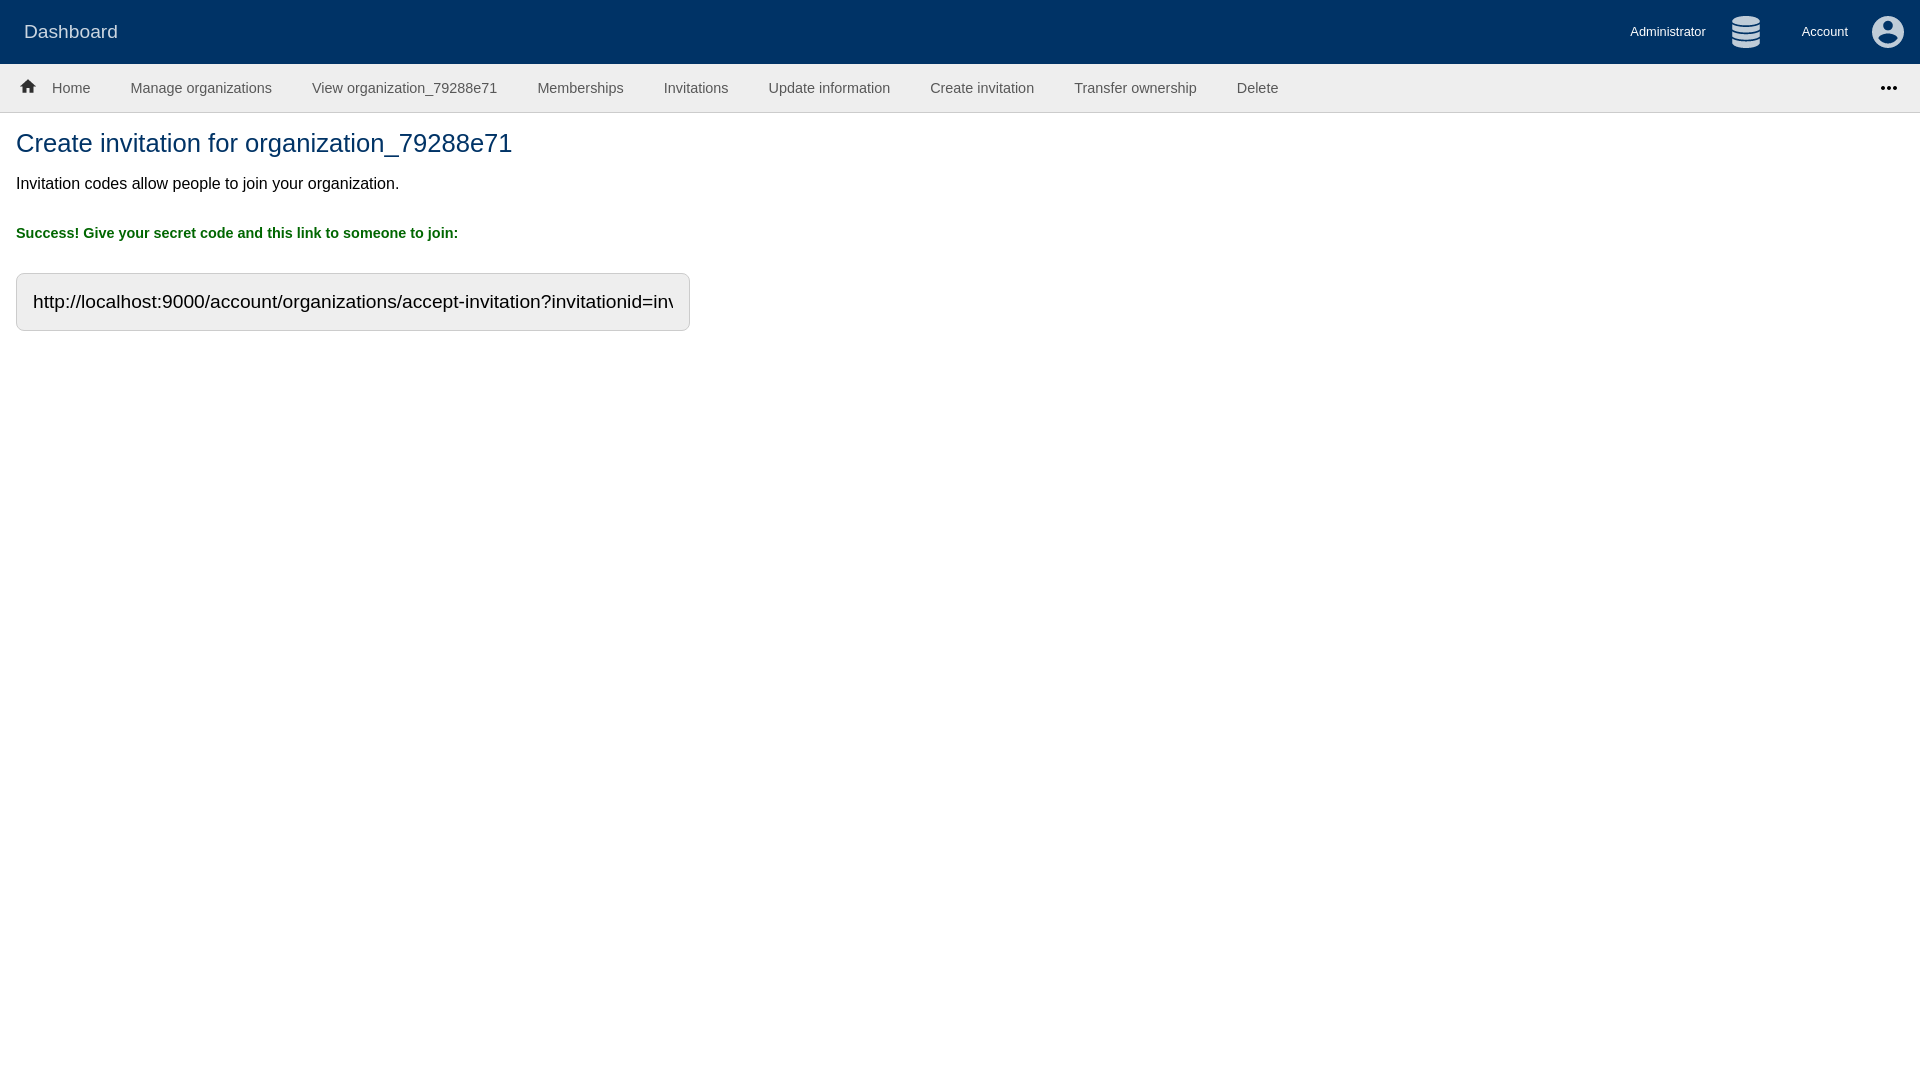 Dashboard
Administrator
Account
Home
Manage organizations
View organization_79288e71
Memberships
Invitations
Update information
Create invitation
Transfer ownership
Delete
Create invitation for organization_79288e71
Invitation codes allow people to join your organization.
Success! Give your secret code and this link to someone to join:
http://localhost:9000/account/organizations/accept-invitation?invitationid=inv